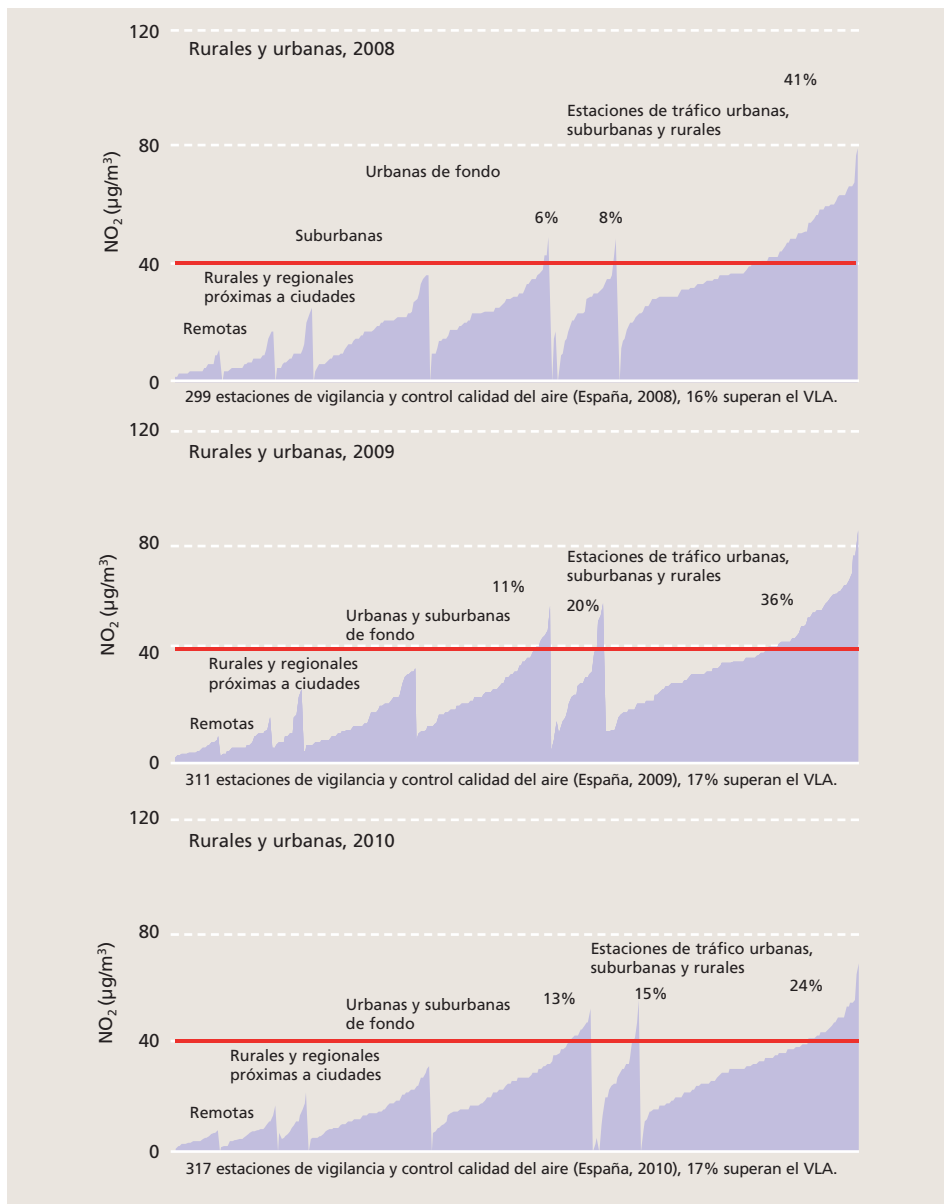 120
Rurales y urbanas, 2008
41%
Estaciones de tráfico urbanas,
suburbanas y rurales
80
Urbanas de fondo
NO₂ (µg/m³)
6%
8%
Suburbanas
40
Rurales y regionales
próximas a ciudades
Remotas
0
299 estaciones de vigilancia y control calidad del aire (España, 2008), 16% superan el VLA.
120
Rurales y urbanas, 2009
80
Estaciones de tráfico urbanas,
suburbanas y rurales
11%
20%
36%
NO₂ (µg/m³)
Urbanas y suburbanas
de fondo
40
Rurales y regionales
próximas a ciudades
Remotas
0
311 estaciones de vigilancia y control calidad del aire (España, 2009), 17% superan el VLA.
120
Rurales y urbanas, 2010
80
Estaciones de tráfico urbanas,
suburbanas y rurales
13%
15%
24%
NO₂ (µg/m³)
Urbanas y suburbanas
de fondo
40
Rurales y regionales
próximas a ciudades
Remotas
0
317 estaciones de vigilancia y control calidad del aire (España, 2010), 17% superan el VLA.